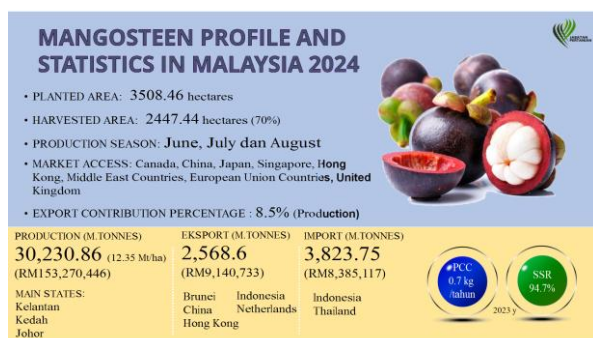 MANGOSTEEN PROFILE AND
STATISTICS IN MALAYSIA 2024
• PLANTED AREA: 3508.46 hectares
• HARVESTED AREA: 2447.44 hectares (70%)
• PRODUCTION SEASON: June, July dan August
• MARKET ACCESS: Canada, China, Japan, Singapore, Hong
Kong, Middle East Countries, European Union Countries, United
Kingdom
• EXPORT CONTRIBUTION PERCENTAGE : 8.5% (Production)
PRODUCTION (M.TONNES)
30,230.86 (12.35 Mt/ha)
(RM153,270,446)
MAIN STATES:
Kelantan
Kedah
Johor
EKSPORT (M.TONNES)
2,568.6
(RM9,140,733)
Brunei Indonesia
China Netherlands
Hong Kong
IMPORT (M.TONNES)
3,823.75
(RM8,385,117)
Indonesia
Thailand
•PCC
0.7 kg
/tahun
SSR
94.7%
2023 y